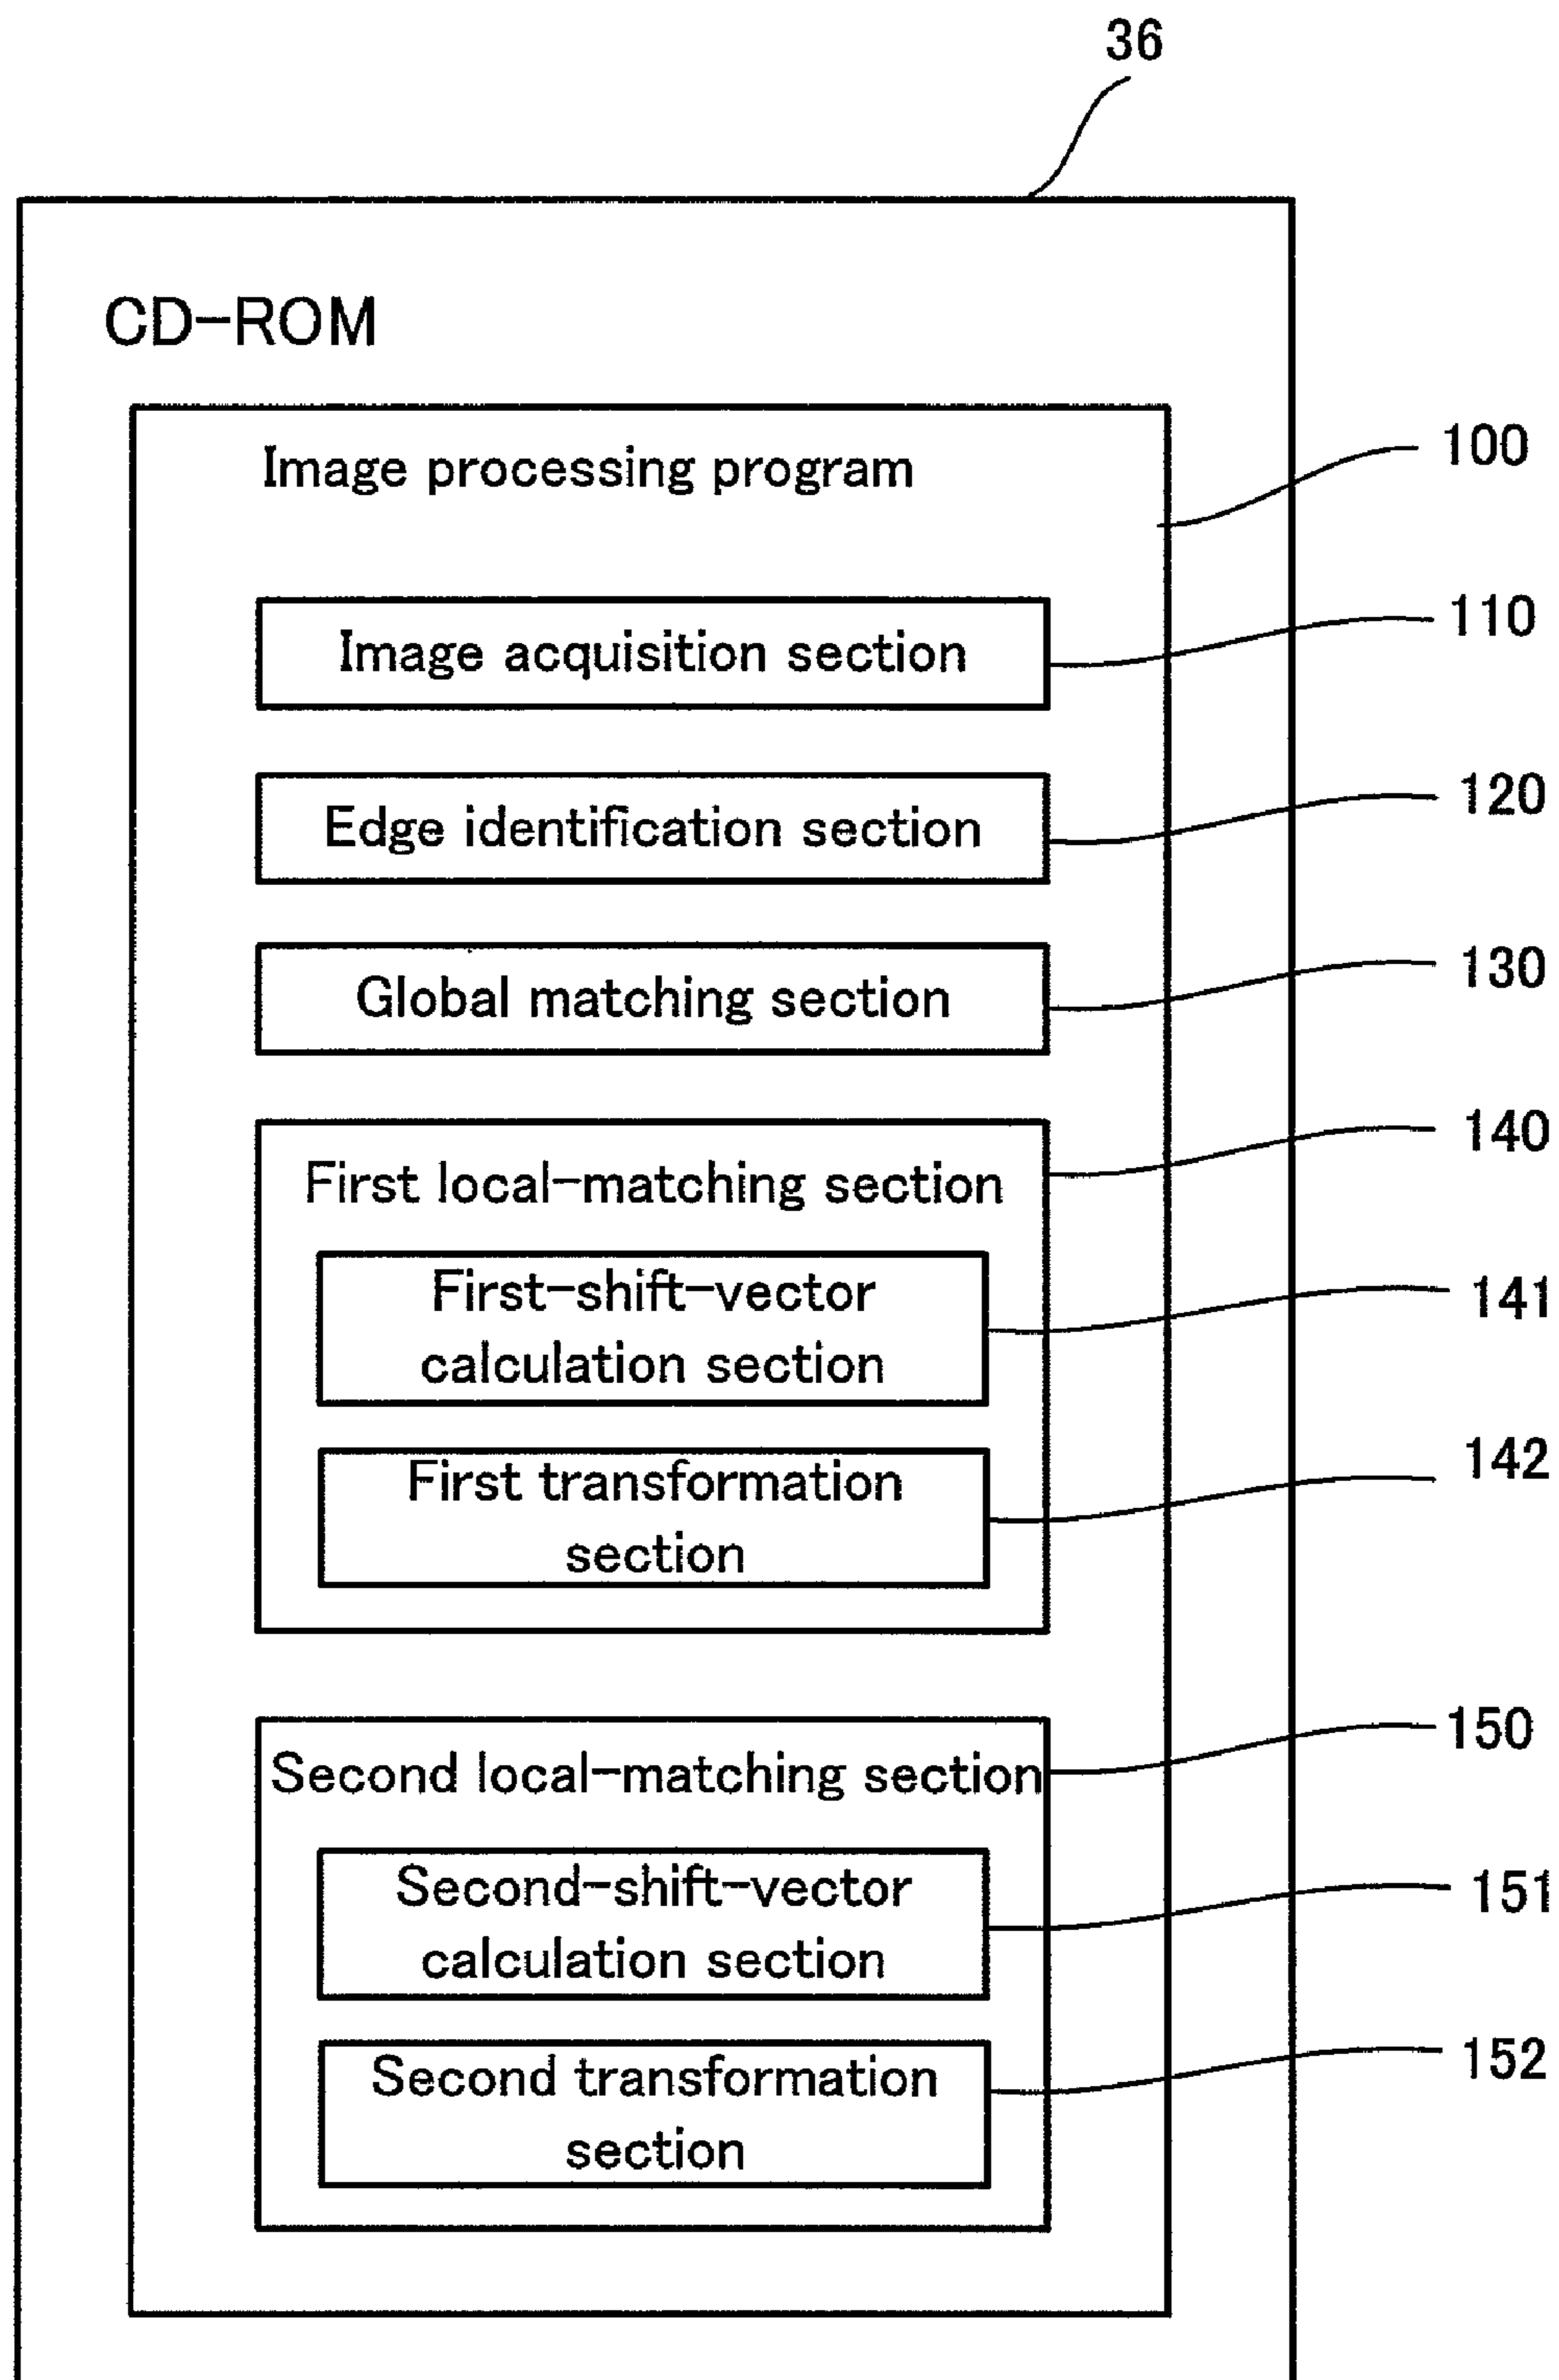 36
CD-ROM
Image processing program
100
Image acquisition section
110
Edge identification section
120
Global matching section
130
First local-matching section
140
First-shift-vector
calculation section
141
First transformation
section
142
Second local-matching section
150
Second-shift-vector
calculation section
151
Second transformation
section
152